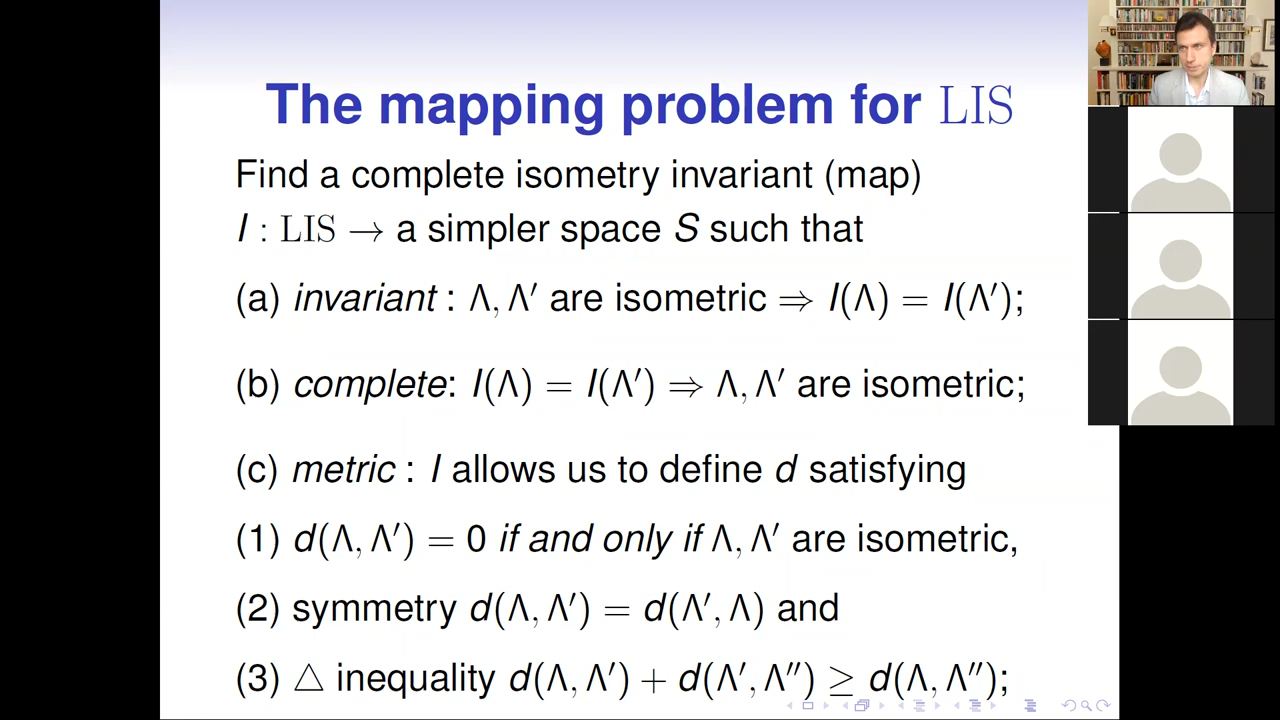 The mapping problem for LIS
Find a complete isometry invariant (map)
I : LIS → a simpler space S such that
(a) invariant : Λ, Λ′ are isometric ⇒ I(Λ) = I(Λ′);
(b) complete: I(Λ) = I(Λ′) ⇒ Λ, Λ′ are isometric;
(c) metric : I allows us to define d satisfying
(1) d(Λ, Λ′) = 0 if and only if Λ, Λ′ are isometric,
(2) symmetry d(Λ, Λ′) = d(Λ′, Λ) and
(3) △ inequality d(Λ, Λ′) + d(Λ′, Λ″) ≥ d(Λ, Λ″);